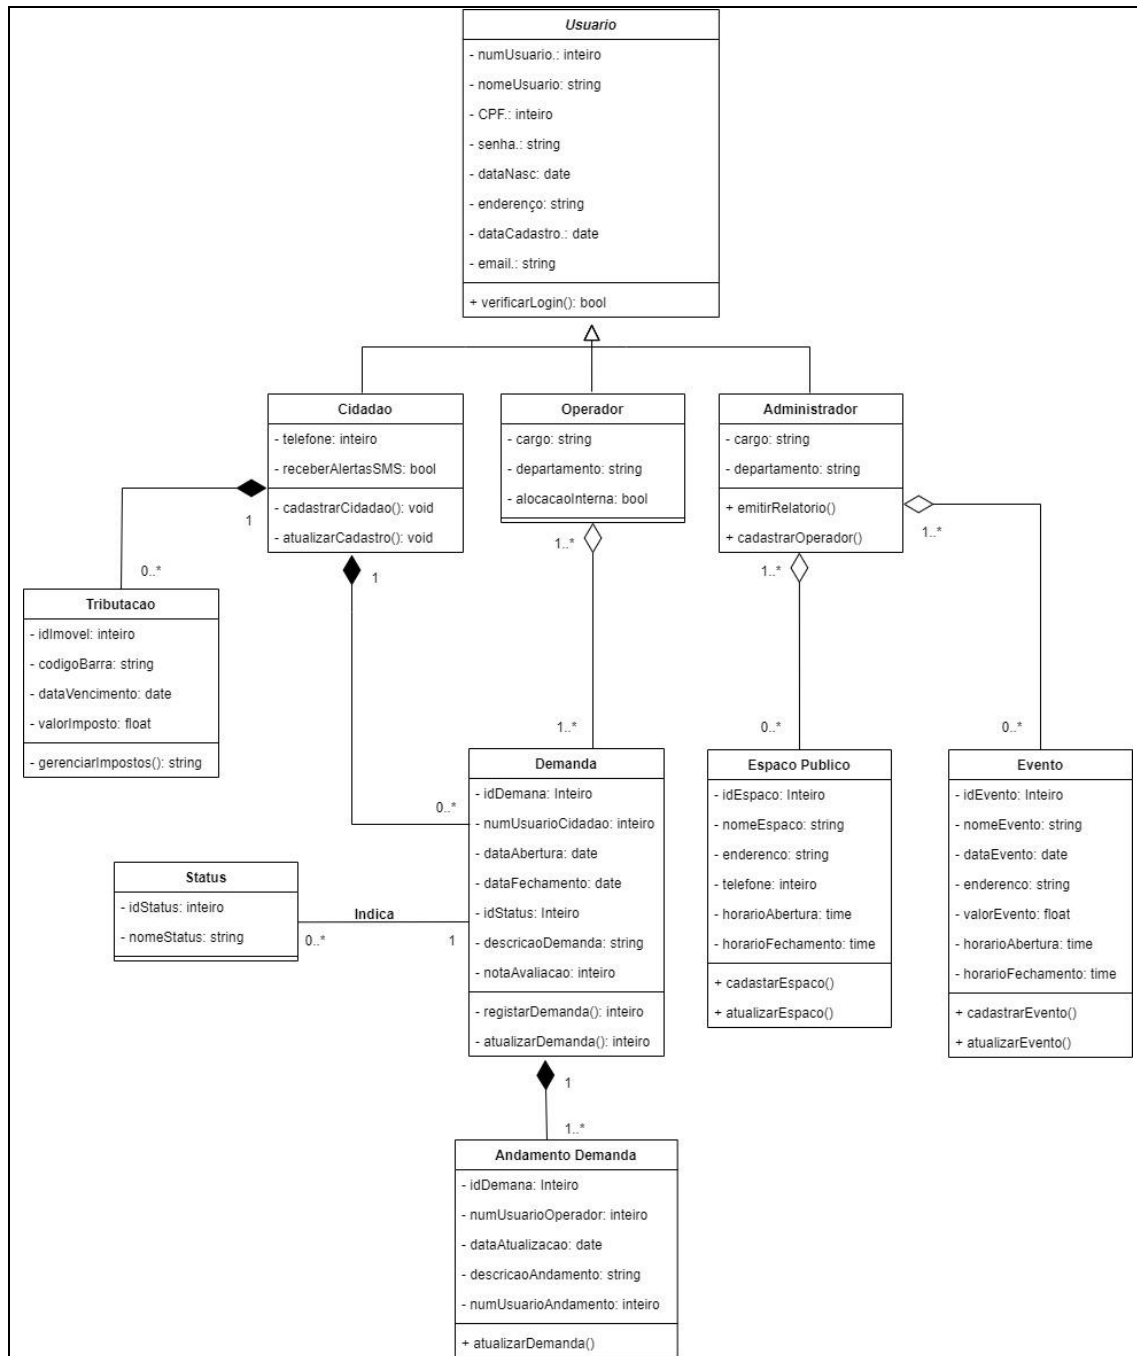 Usuario
- numUsuario.: inteiro
- nomeUsuario: string
- CPF.: inteiro
- senha.: string
- dataNasc: date
- enderenço: string
- dataCadastro.: date
- email.: string
+ verificarLogin(): bool
Cidadao
- telefone: inteiro
- receberAlertasSMS: bool
- cadastrarCidadao(): void
- atualizarCadastro(): void
Operador
- cargo: string
- departamento: string
- alocacaoInterna: bool
Administrador
- cargo: string
- departamento: string
+ emitirRelatorio()
+ cadastrarOperador()
1
0..*
1
1..*
1..*
1..*
Tributacao
- idImovel: inteiro
- codigoBarra: string
- dataVencimento: date
- valorImposto: float
- gerenciarImpostos(): string
0..*
1..*
0..*
0..*
Demanda
- idDemana: Inteiro
- numUsuarioCidadao: inteiro
- dataAbertura: date
- dataFechamento: date
- idStatus: Inteiro
- descricaoDemanda: string
- notaAvaliacao: inteiro
- registarDemanda(): inteiro
- atualizarDemanda(): inteiro
Espaco Publico
- idEspaco: Inteiro
- nomeEspaco: string
- enderenco: string
- telefone: inteiro
- horarioAbertura: time
- horarioFechamento: time
+ cadastarEspaco()
+ atualizarEspaco()
Evento
- idEvento: Inteiro
- nomeEvento: string
- dataEvento: date
- enderenco: string
- valorEvento: float
- horarioAbertura: time
- horarioFechamento: time
+ cadastrarEvento()
+ atualizarEvento()
Status
- idStatus: inteiro
- nomeStatus: string
Indica
0..*
1
1
1..*
Andamento Demanda
- idDemana: Inteiro
- numUsuarioOperador: inteiro
- dataAtualizacao: date
- descricaoAndamento: string
- numUsuarioAndamento: inteiro
+ atualizarDemanda()